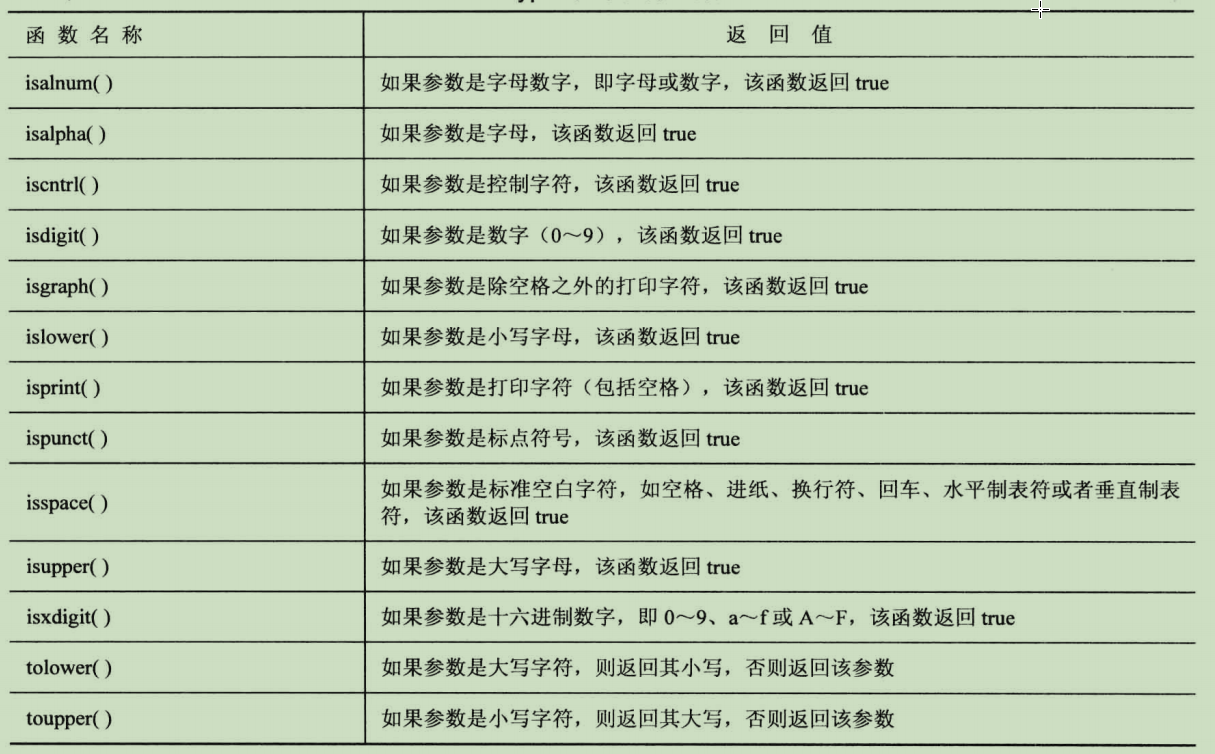 函数名称 返回值
isalnum( ) 如果参数是字母数字，即字母或数字，该函数返回 true
isalpha( ) 如果参数是字母，该函数返回 true
iscntrl( ) 如果参数是控制字符，该函数返回 true
isdigit( ) 如果参数是数字（0～9），该函数返回 true
isgraph( ) 如果参数是除空格之外的打印字符，该函数返回 true
islower( ) 如果参数是小写字母，该函数返回 true
isprint( ) 如果参数是打印字符（包括空格），该函数返回 true
ispunct( ) 如果参数是标点符号，该函数返回 true
isspace( ) 如果参数是标准空白字符，如空格、进纸、换行符、回车、水平制表符或者垂直制表
符，该函数返回 true
isupper( ) 如果参数是大写字母，该函数返回 true
isxdigit( ) 如果参数是十六进制数字，即 0～9、a～f 或 A～F，该函数返回 true
tolower( ) 如果参数是大写字符，则返回其小写，否则返回该参数
toupper( ) 如果参数是小写字符，则返回其大写，否则返回该参数